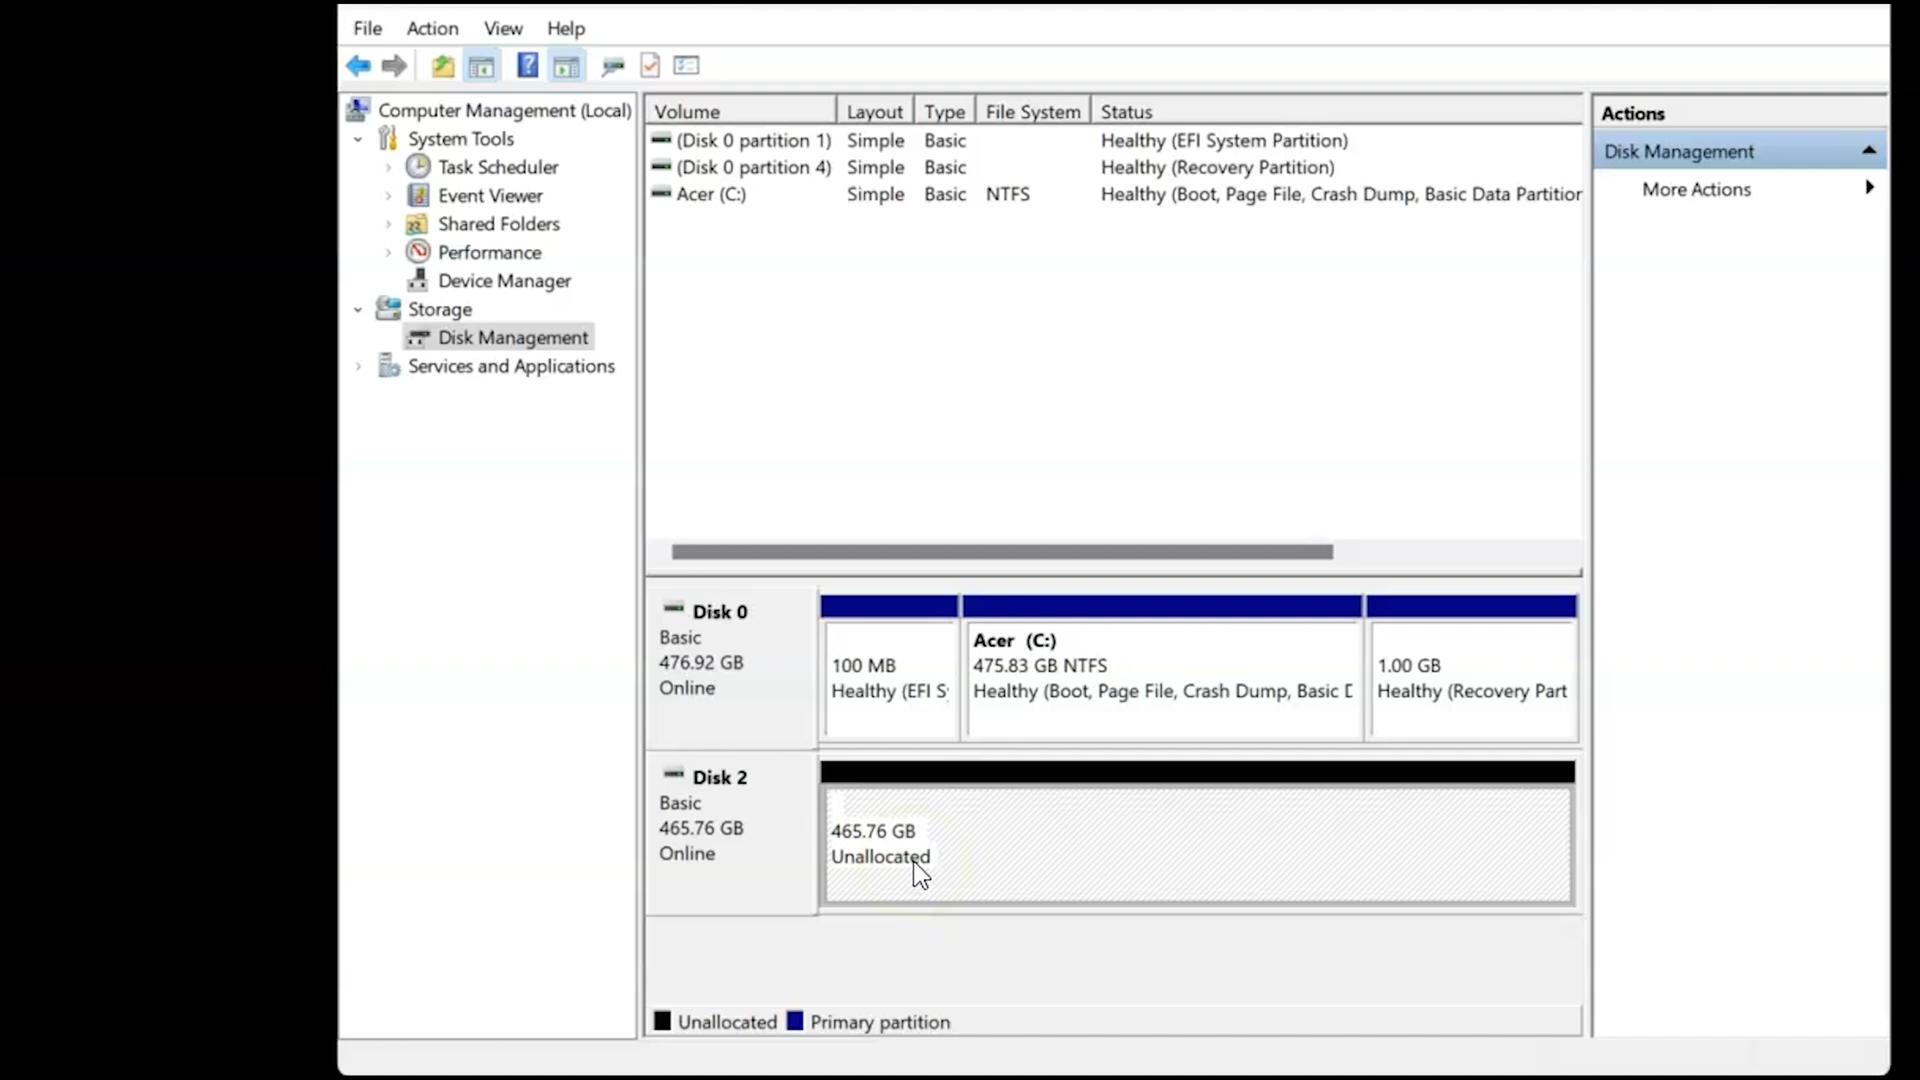 File Action View Help
Computer Management (Local)
System Tools
Task Scheduler
Event Viewer
Shared Folders
Performance
Device Manager
Storage
Disk Management
Services and Applications
Volume Layout Type File System Status
(Disk 0 partition 1) Simple Basic Healthy (EFI System Partition)
(Disk 0 partition 4) Simple Basic Healthy (Recovery Partition)
Acer (C:) Simple Basic NTFS Healthy (Boot, Page File, Crash Dump, Basic Data Partition
Disk 0
Basic
476.92 GB
Online
100 MB
Healthy (EFI S
Acer (C:)
475.83 GB NTFS
Healthy (Boot, Page File, Crash Dump, Basic D
1.00 GB
Healthy (Recovery Part
Disk 2
Basic
465.76 GB
Online
465.76 GB
Unallocated
Unallocated Primary partition
Actions
Disk Management
More Actions